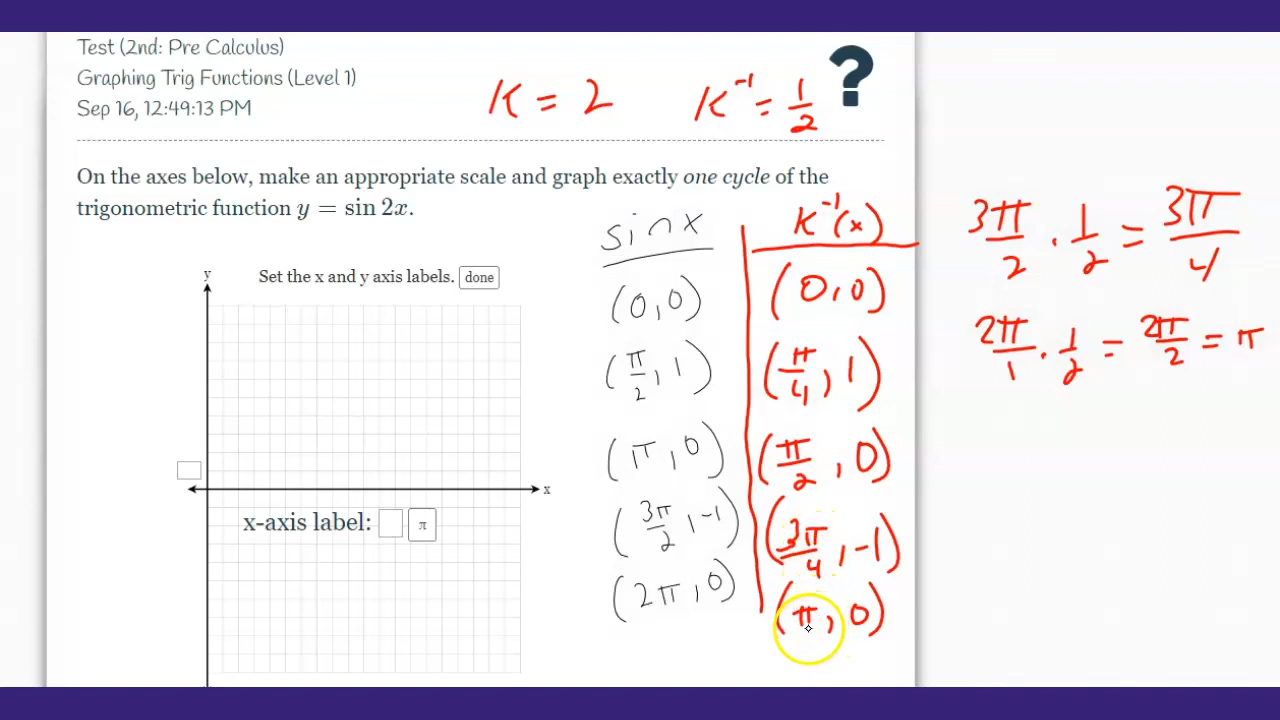 Test (2nd: Pre Calculus)
Graphing Trig Functions (Level 1)
Sep 16, 12:49:13 PM
K = 2
K⁻¹ = 1/2
?
On the axes below, make an appropriate scale and graph exactly one cycle of the
trigonometric function y = sin 2x.
y
Set the x and y axis labels. done
x
x-axis label: π
sin x
(0,0)
(π/2, 1)
(π, 0)
(3π/2, -1)
(2π, 0)
K⁻¹(x)
(0,0)
(π/4, 1)
(π/2, 0)
(3π/4, -1)
(π, 0)
3π/2 · 1/2 = 3π/4
2π/1 · 1/2 = 2π/2 = π